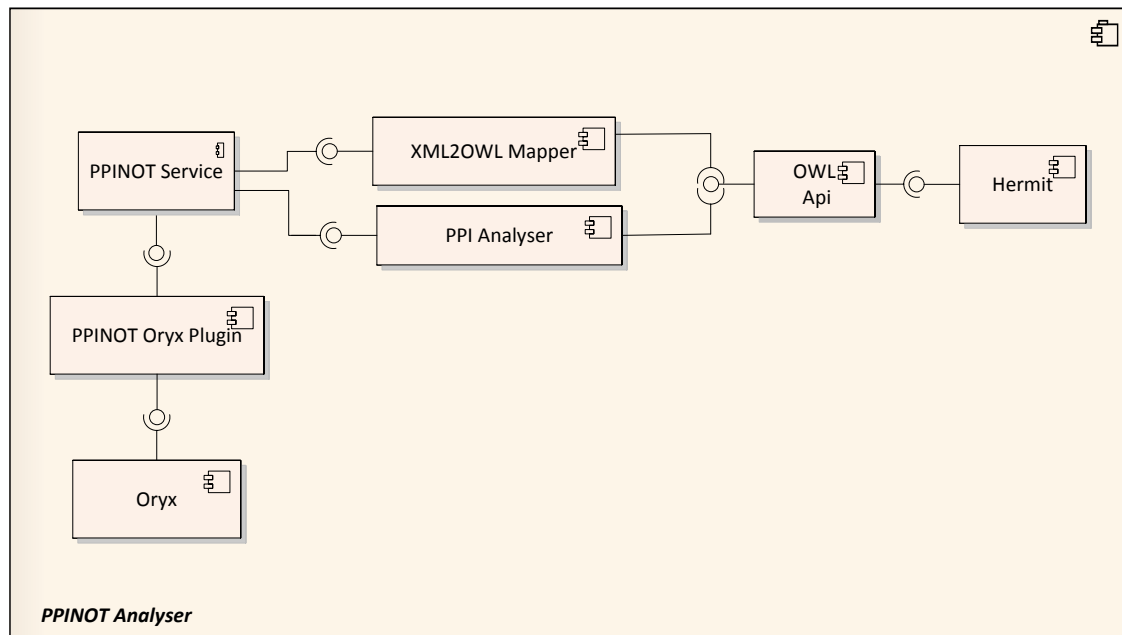 XML2OWL Mapper
PPINOT Service
OWL
Api
Hermit
PPI Analyser
PPINOT Oryx Plugin
Oryx
PPINOT Analyser